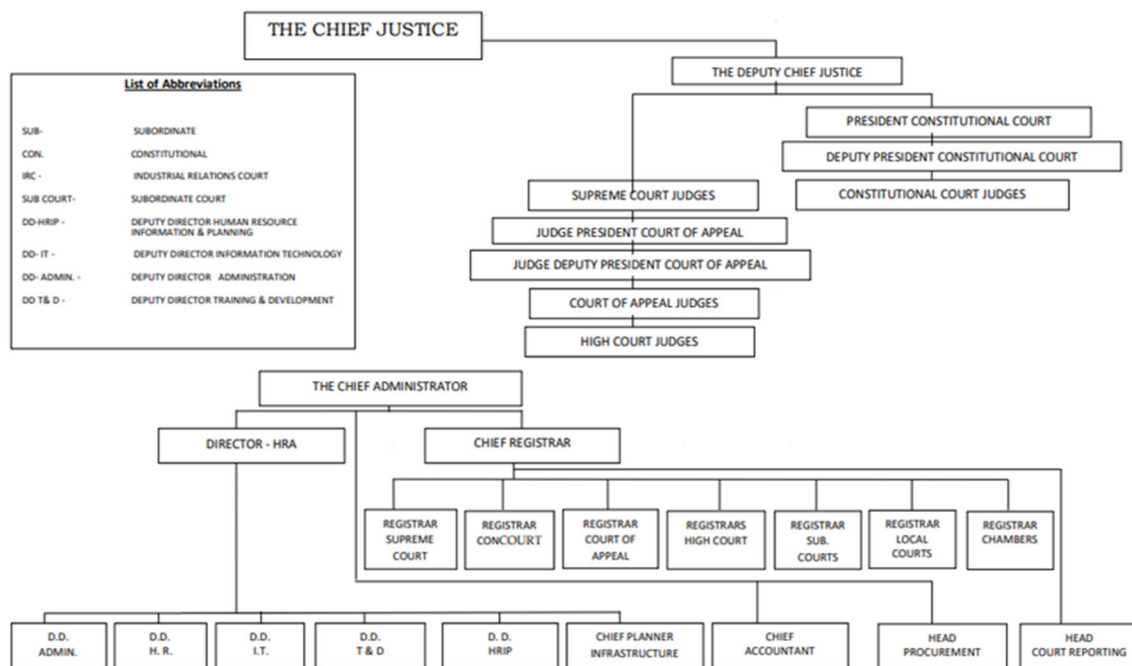 THE CHIEF JUSTICE
THE DEPUTY CHIEF JUSTICE
List of Abbreviations
SUB- SUBORDINATE
CON. CONSTITUTIONAL
IRC - INDUSTRIAL RELATIONS COURT
SUB COURT- SUBORDINATE COURT
DD-HRIP - DEPUTY DIRECTOR HUMAN RESOURCE
INFORMATION & PLANNING
DD- IT - DEPUTY DIRECTOR INFORMATION TECHNOLOGY
DD- ADMIN. - DEPUTY DIRECTOR ADMINISTRATION
DD T& D - DEPUTY DIRECTOR TRAINING & DEVELOPMENT
PRESIDENT CONSTITUTIONAL COURT
DEPUTY PRESIDENT CONSTITUTIONAL COURT
CONSTITUTIONAL COURT JUDGES
SUPREME COURT JUDGES
JUDGE PRESIDENT COURT OF APPEAL
JUDGE DEPUTY PRESIDENT COURT OF APPEAL
COURT OF APPEAL JUDGES
HIGH COURT JUDGES
THE CHIEF ADMINISTRATOR
DIRECTOR - HRA
CHIEF REGISTRAR
REGISTRAR
SUPREME
COURT
REGISTRAR
CONCOURT
REGISTRAR
COURT OF
APPEAL
REGISTRARS
HIGH COURT
REGISTRAR
SUB.
COURTS
REGISTRAR
LOCAL
COURTS
REGISTRAR
CHAMBERS
D.D.
ADMIN.
D.D.
H. R.
D.D.
I.T.
D.D.
T & D
D. D.
HRIP
CHIEF PLANNER
INFRASTRUCTURE
CHIEF
ACCOUNTANT
HEAD
PROCUREMENT
HEAD
COURT REPORTING